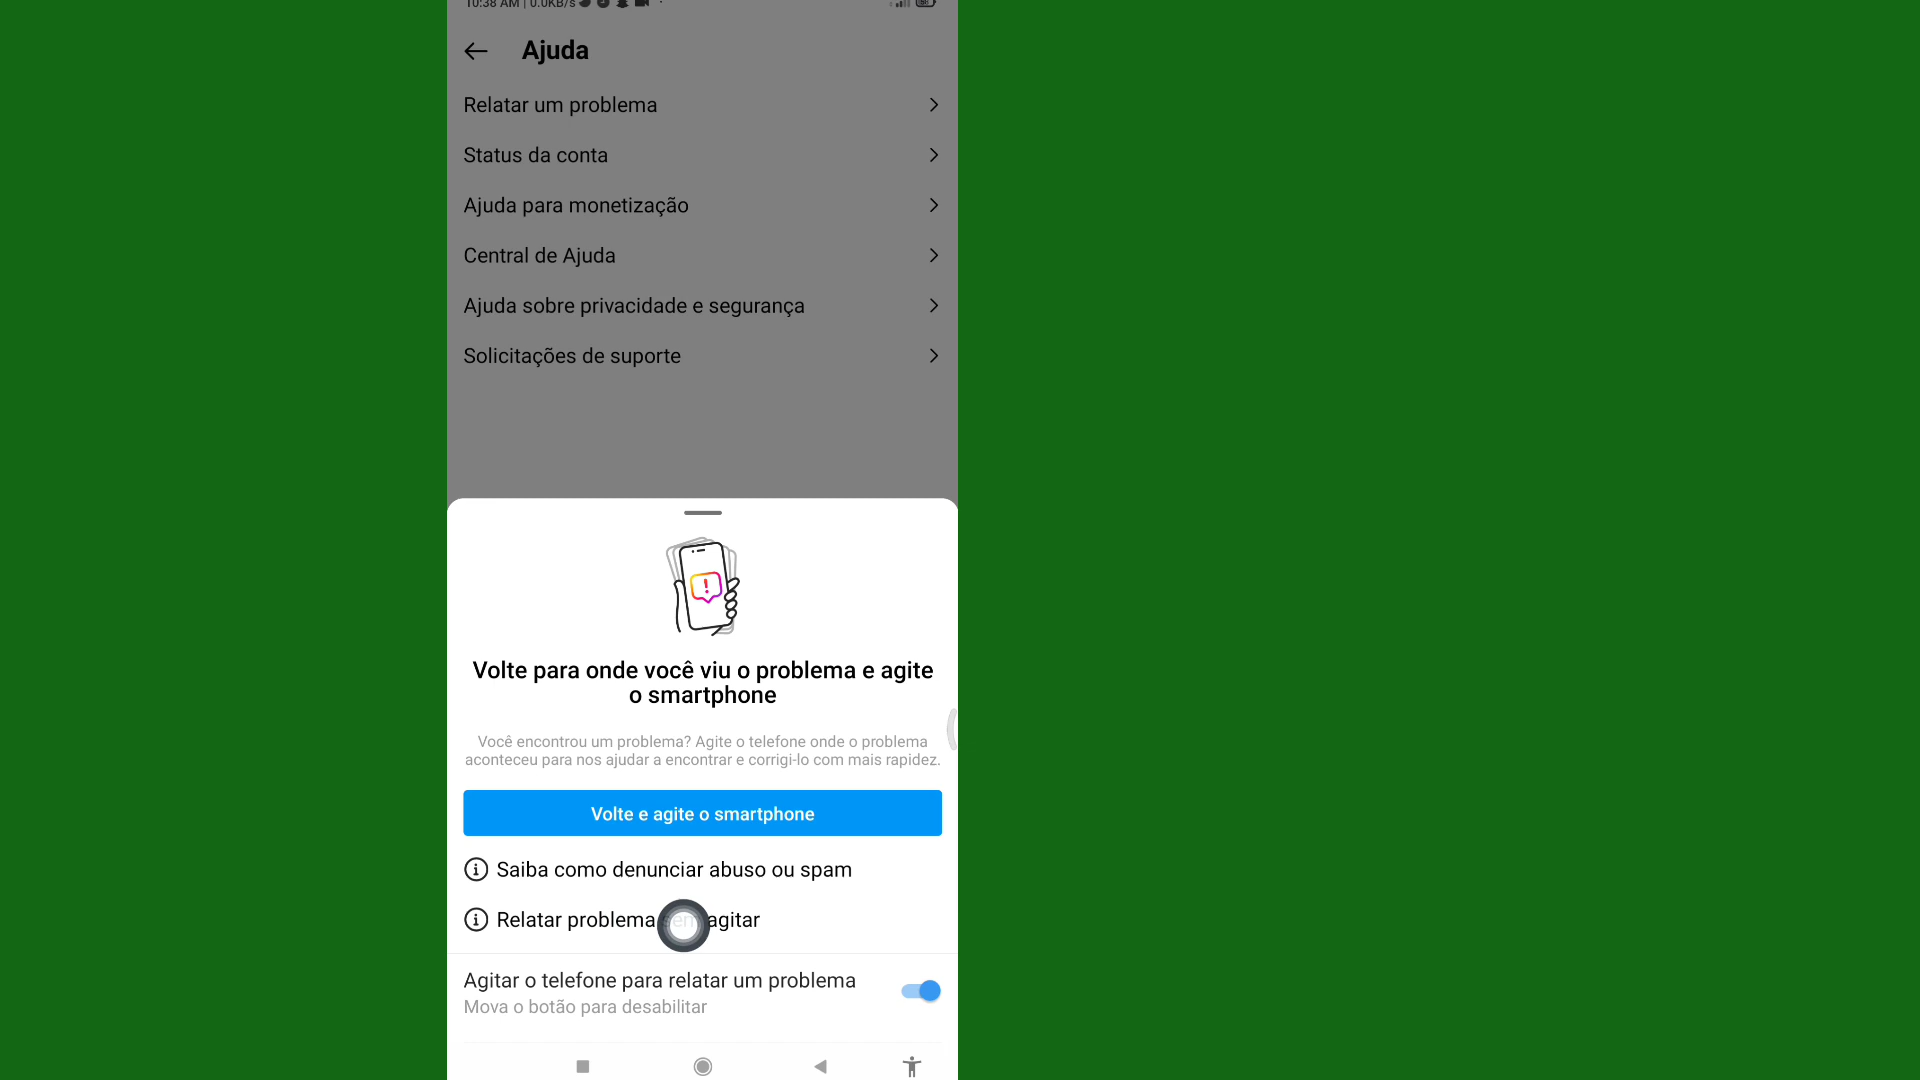 10:38 AM | 0.0KB/s
Ajuda
Relatar um problema
Status da conta
Ajuda para monetização
Central de Ajuda
Ajuda sobre privacidade e segurança
Solicitações de suporte
Volte para onde você viu o problema e agite
o smartphone
Você encontrou um problema? Agite o telefone onde o problema
aconteceu para nos ajudar a encontrar e corrigi-lo com mais rapidez.
Volte e agite o smartphone
Saiba como denunciar abuso ou spam
Relatar problema agitar
Agitar o telefone para relatar um problema
Mova o botão para desabilitar